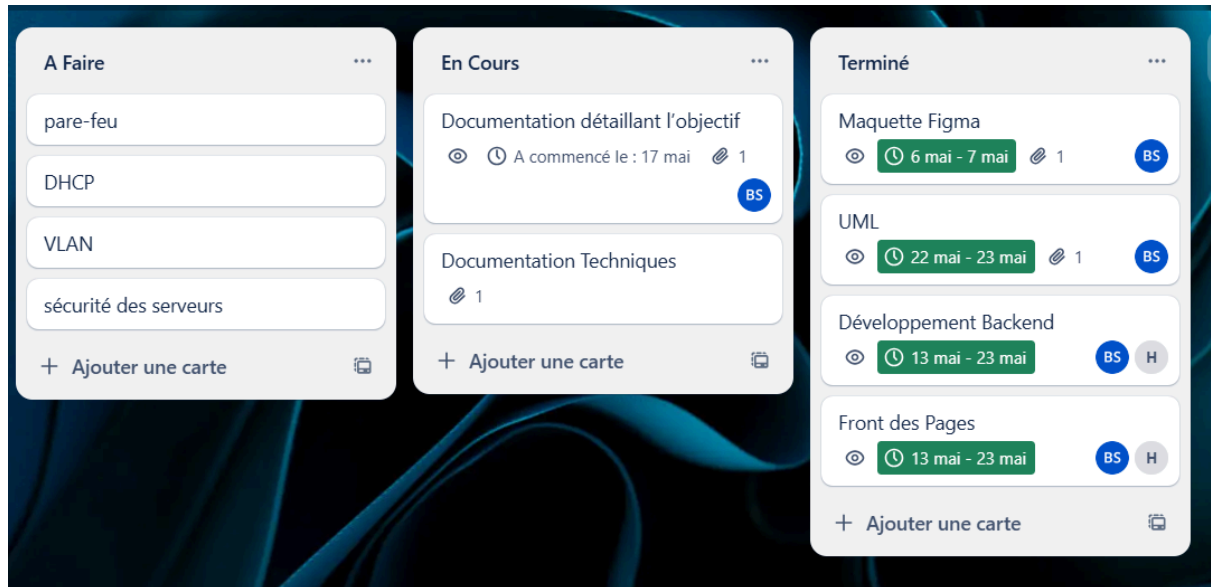 A Faire
pare-feu
DHCP
VLAN
sécurité des serveurs
+ Ajouter une carte
En Cours
Documentation détaillant l'objectif
A commencé le : 17 mai 1
BS
Documentation Techniques
1
+ Ajouter une carte
Terminé
Maquette Figma
6 mai - 7 mai 1 BS
UML
22 mai - 23 mai 1 BS
Développement Backend
13 mai - 23 mai BS H
Front des Pages
13 mai - 23 mai BS H
+ Ajouter une carte